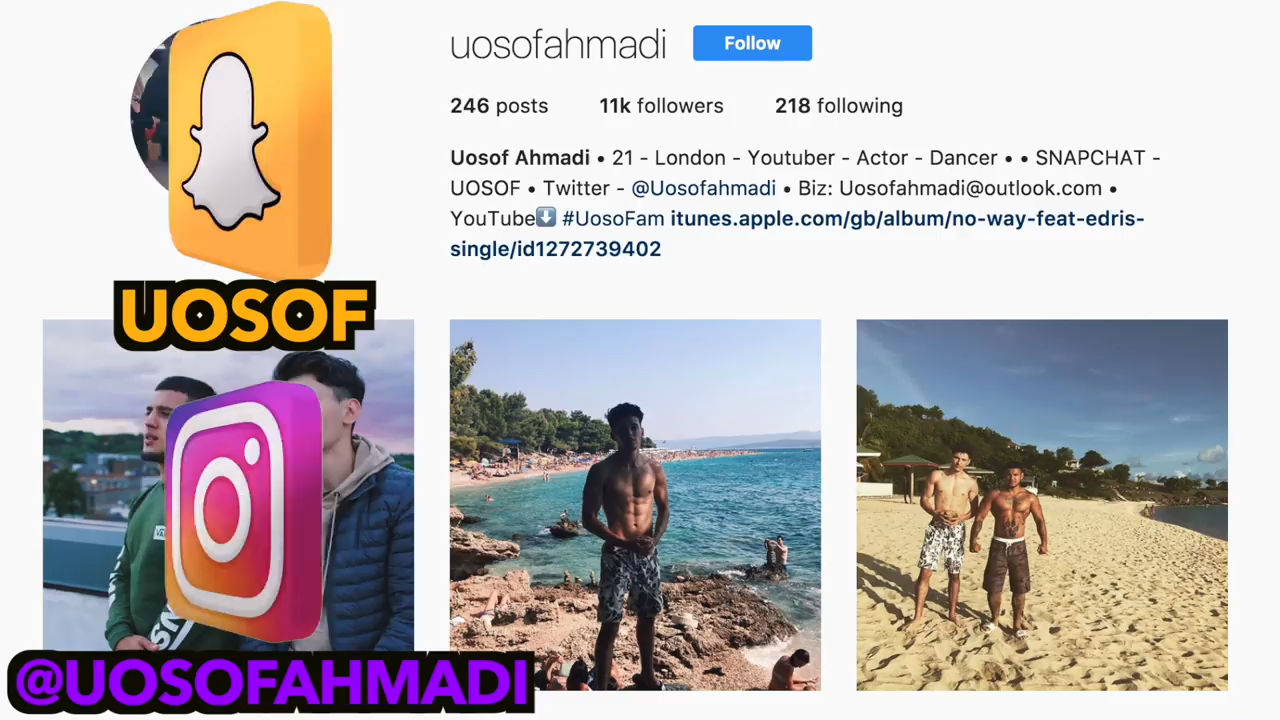 uosofahmadi Follow
246 posts 11k followers 218 following
Uosof Ahmadi • 21 - London - Youtuber - Actor - Dancer • • SNAPCHAT -
UOSOF • Twitter - @Uosofahmadi • Biz: Uosofahmadi@outlook.com •
YouTube⬇️ #UosoFam itunes.apple.com/gb/album/no-way-feat-edris-
single/id1272739402
UOSOF
@UOSOFAHMADI